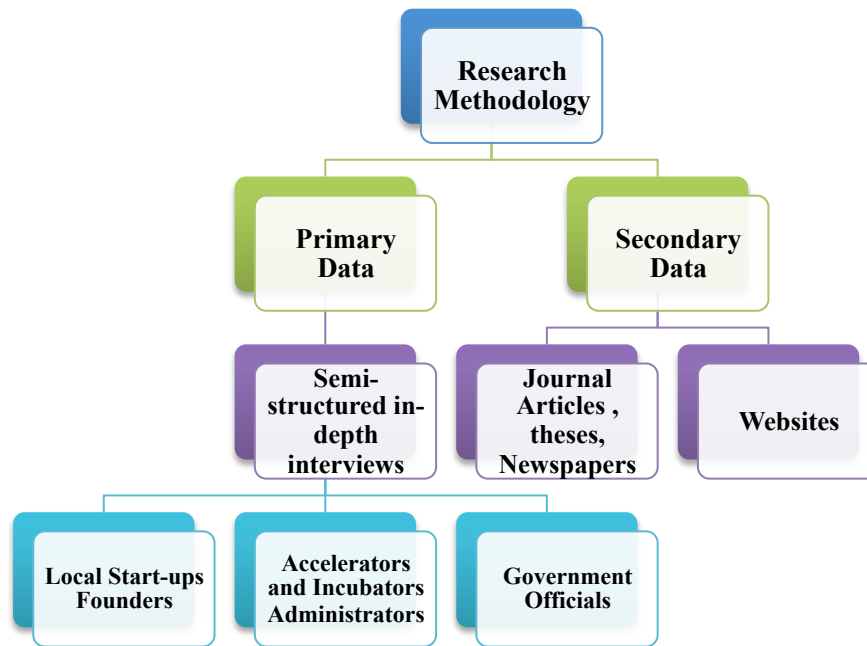 Research
Methodology
Primary
Data
Secondary
Data
Semi-
structured in-
depth
interviews
Journal
Articles , 
theses,
Newspapers
Websites
Local Start-ups
Founders
Accelerators
and Incubators
Administrators
Government
Officials